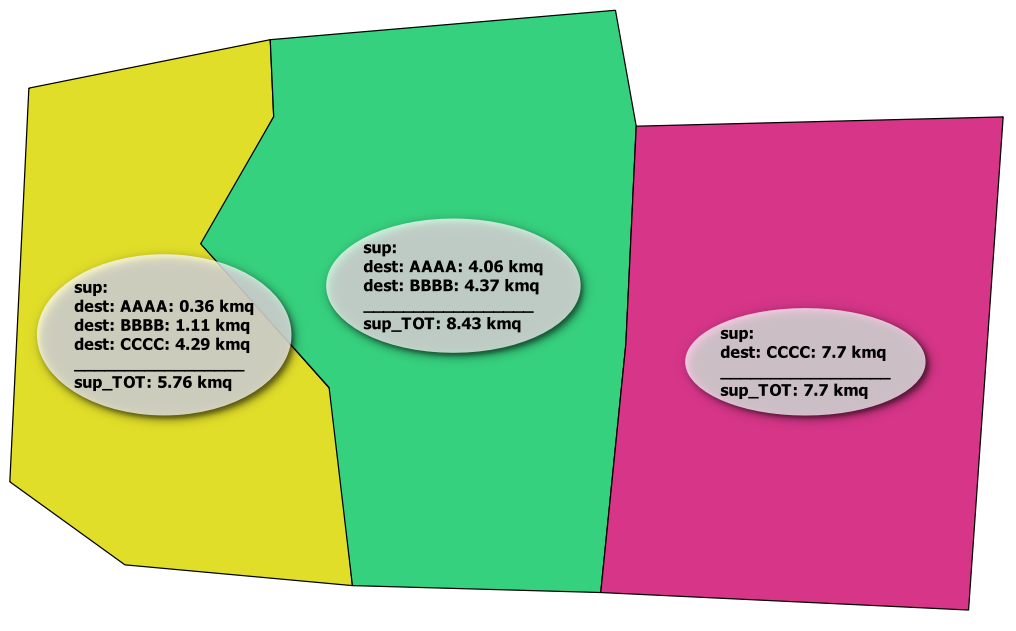 sup:
dest: AAAA: 0.36 kmq
dest: BBBB: 1.11 kmq
dest: CCCC: 4.29 kmq
____________________
sup_TOT: 5.76 kmq
sup:
dest: AAAA: 4.06 kmq
dest: BBBB: 4.37 kmq
____________________
sup_TOT: 8.43 kmq
sup:
dest: CCCC: 7.7 kmq
____________________
sup_TOT: 7.7 kmq